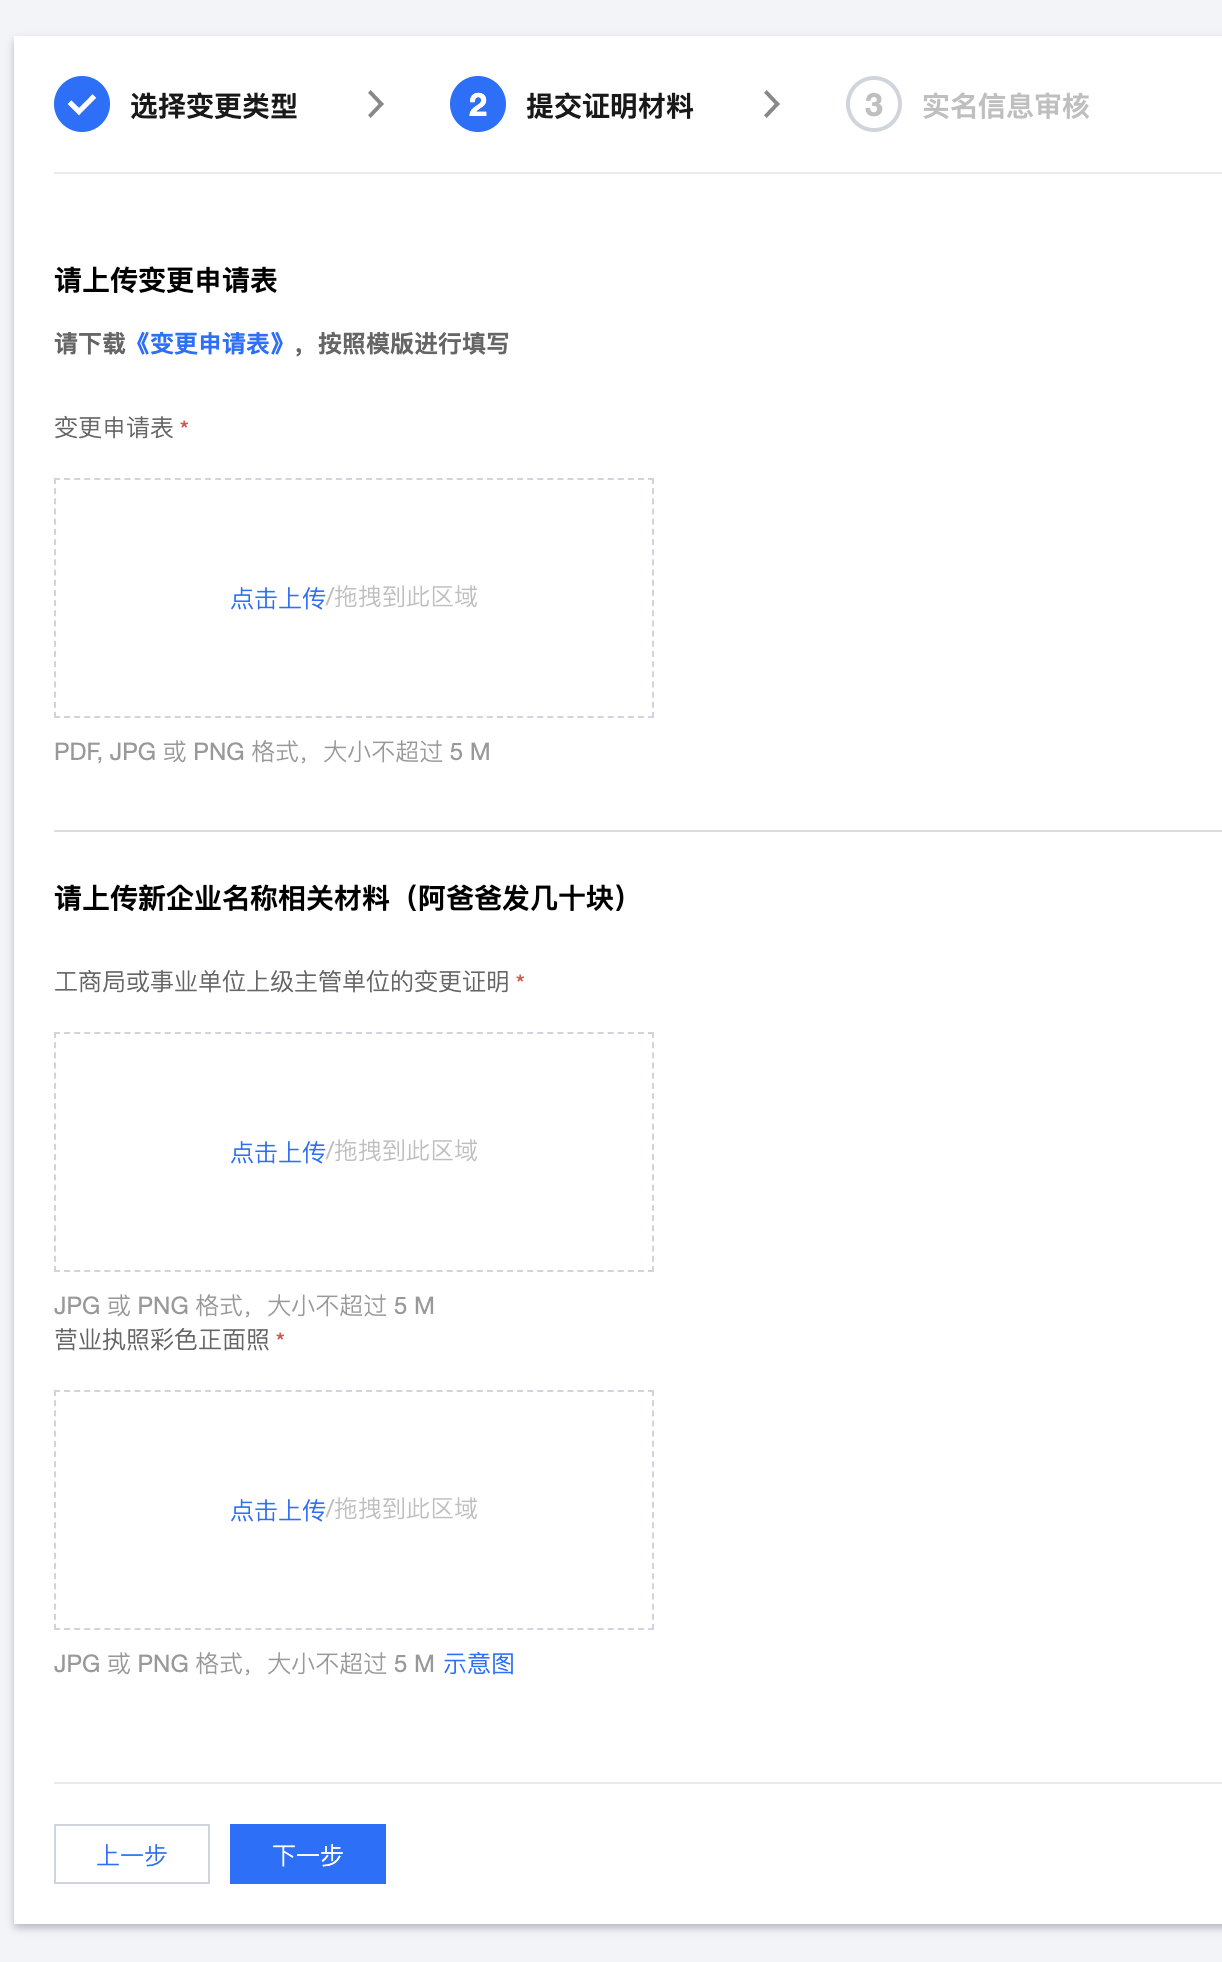 选择变更类型
2 提交证明材料
3 实名信息审核
请上传变更申请表
请下载《变更申请表》，按照模版进行填写
变更申请表 *
点击上传/拖拽到此区域
PDF, JPG 或 PNG 格式，大小不超过 5 M
请上传新企业名称相关材料（阿爸爸发几十块）
工商局或事业单位上级主管单位的变更证明 *
点击上传/拖拽到此区域
JPG 或 PNG 格式，大小不超过 5 M
营业执照彩色正面照 *
点击上传/拖拽到此区域
JPG 或 PNG 格式，大小不超过 5 M 示意图
上一步
下一步